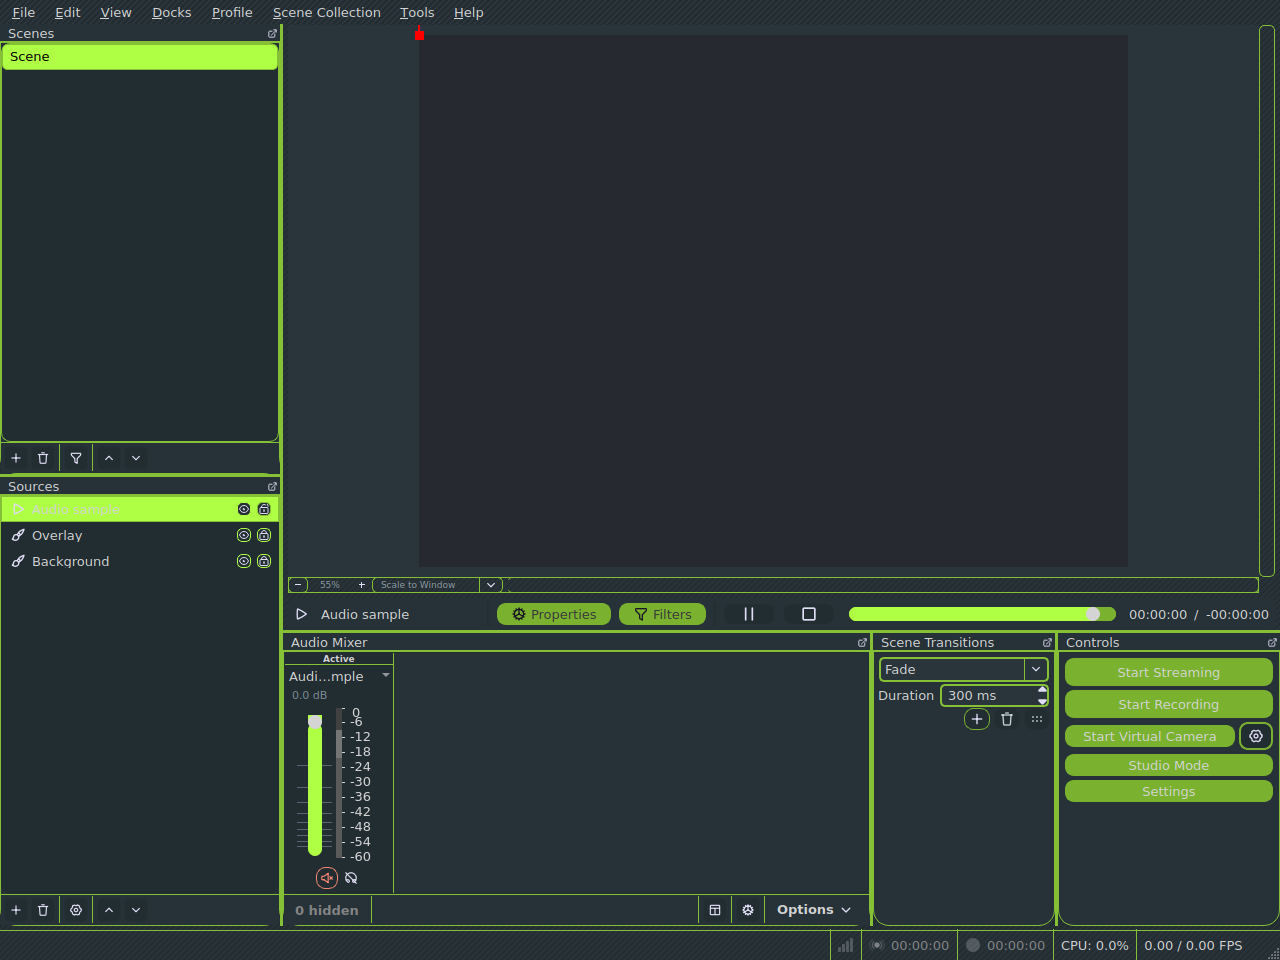 File Edit View Docks Profile Scene Collection Tools Help
Scenes
Scene
Sources
Audio sample
Overlay
Background
55% Scale to Window
Audio sample Properties Filters 00:00:00 / -00:00:00
Audio Mixer
Active
Audi...mple
0.0 dB
0
-6
-12
-18
-24
-30
-36
-42
-48
-54
-60
0 hidden
Options
Scene Transitions
Fade
Duration 300 ms
Controls
Start Streaming
Start Recording
Start Virtual Camera
Studio Mode
Settings
00:00:00 00:00:00 CPU: 0.0% 0.00 / 0.00 FPS